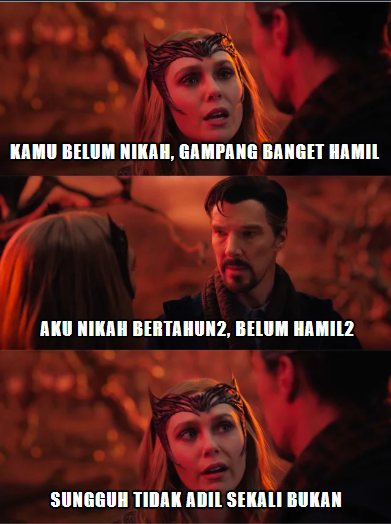 KAMU BELUM NIKAH, GAMPANG BANGET HAMIL
AKU NIKAH BERTAHUN2, BELUM HAMIL2
SUNGGUH TIDAK ADIL SEKALI BUKAN